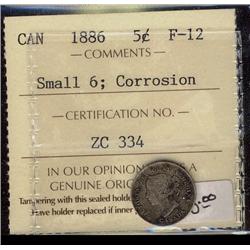 CAN 1886 5¢ F-12
— COMMENTS —
Small 6; Corrosion
— CERTIFICATION NO. —
ZC 334
IN OUR OPINION
GENUINE ORIG
Tampering with this sealed holder
Have holder replaced if inner